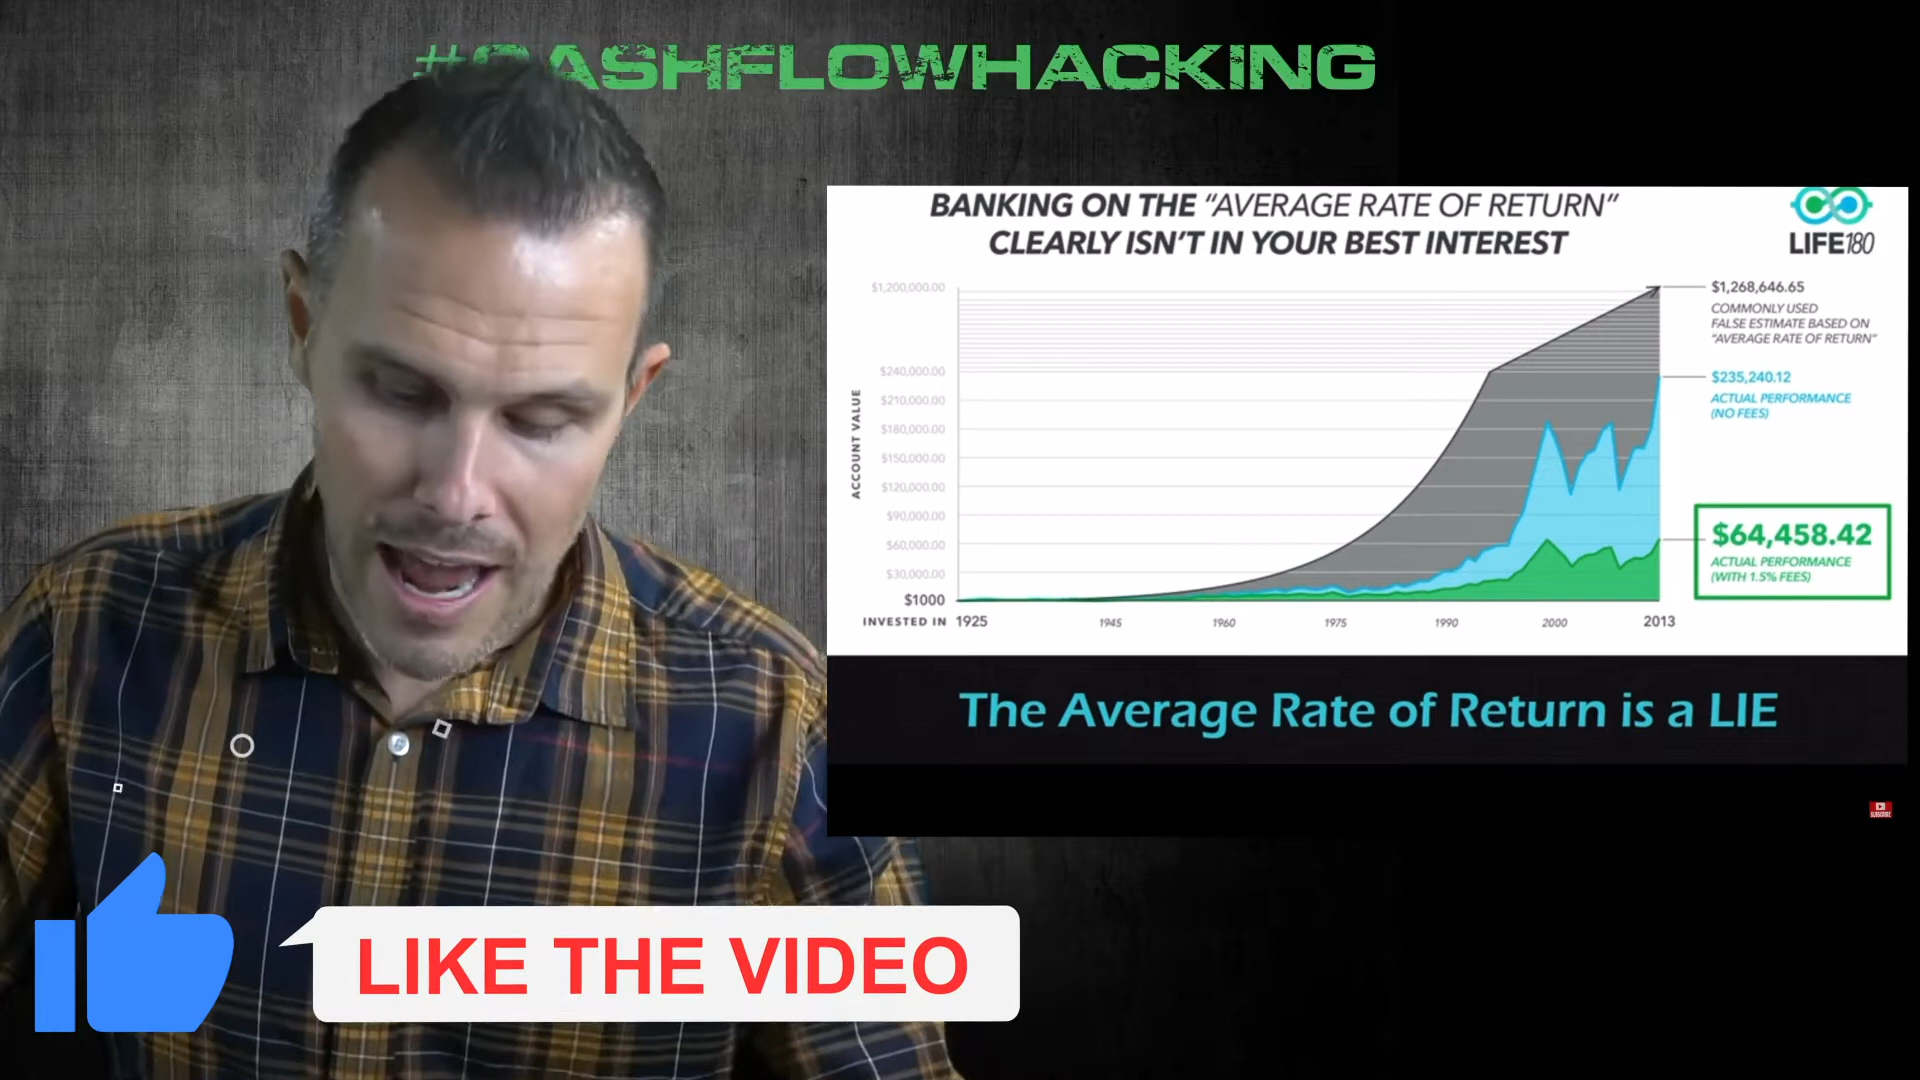 #CASHFLOWHACKING
BANKING ON THE “AVERAGE RATE OF RETURN”
CLEARLY ISN’T IN YOUR BEST INTEREST
LIFE180
$1,200,000.00
$240,000.00
$210,000.00
$180,000.00
$150,000.00
$120,000.00
$90,000.00
$60,000.00
$30,000.00
$1000
ACCOUNT VALUE
INVESTED IN 1925
1945
1960
1975
1990
2000
2013
$1,268,646.65
COMMONLY USED
FALSE ESTIMATE BASED ON
“AVERAGE RATE OF RETURN”
$235,240.12
ACTUAL PERFORMANCE
(NO FEES)
$64,458.42
ACTUAL PERFORMANCE
(WITH 1.5% FEES)
The Average Rate of Return is a LIE
SUBSCRIBE
LIKE THE VIDEO